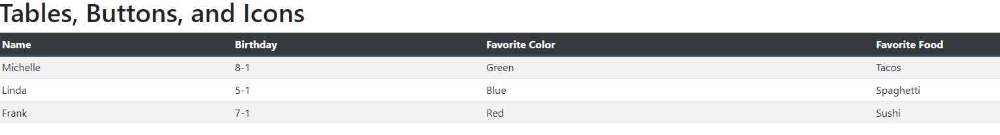 Tables, Buttons, and Icons
Name Birthday Favorite Color Favorite Food
Michelle 8-1 Green Tacos
Linda 5-1 Blue Spaghetti
Frank 7-1 Red Sushi